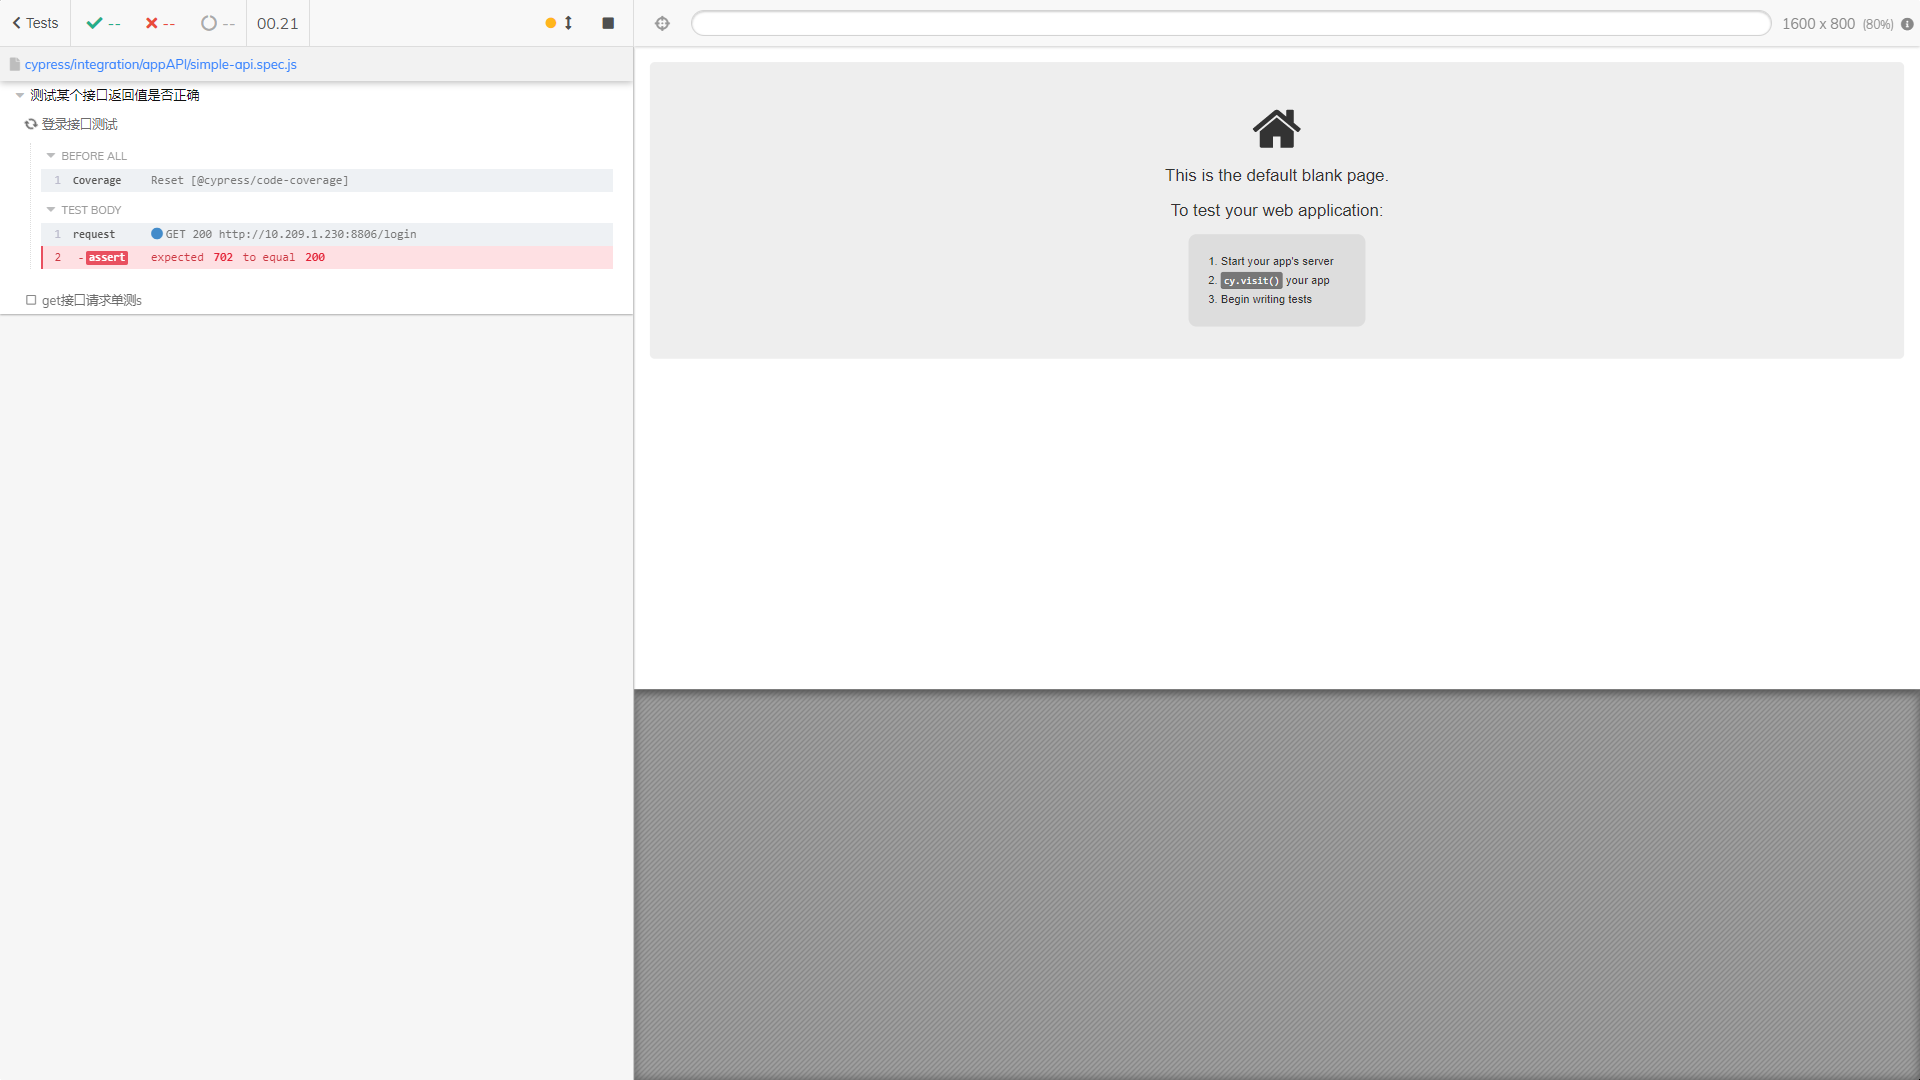 Tests -- -- -- 00.21
cypress/integration/appAPI/simple-api.spec.js
测试某个接口返回值是否正确
登录接口测试
BEFORE ALL
1 Coverage Reset [@cypress/code-coverage]
TEST BODY
1 request GET 200 http://10.209.1.230:8806/login
2 -assert expected 702 to equal 200
get接口请求单测s
1600 x 800 (80%)
This is the default blank page.
To test your web application:
1. Start your app's server
2. cy.visit() your app
3. Begin writing tests